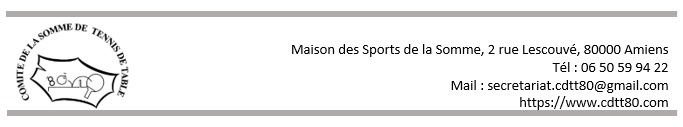 COMITE DE LA SOMME DE TENNIS DE TABLE
Maison des Sports de la Somme, 2 rue Lescouvé, 80000 Amiens
Tél : 06 50 59 94 22
Mail : secretariat.cdtt80@gmail.com
https://www.cdtt80.com